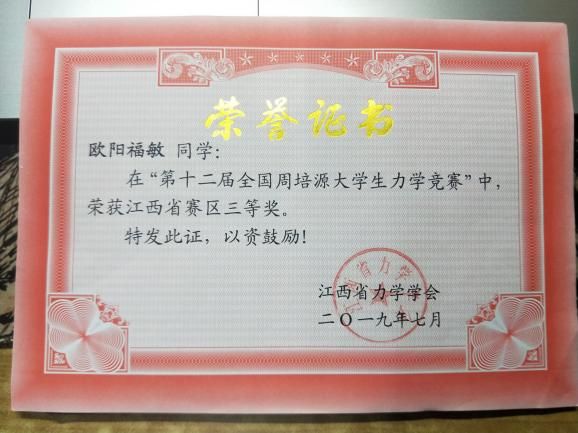 荣誉证书
欧阳福敏 同学：
在“第十二届全国周培源大学生力学竞赛”中，
荣获江西省赛区三等奖。
特发此证，以资鼓励！
江西省力学学会
二〇一九年七月